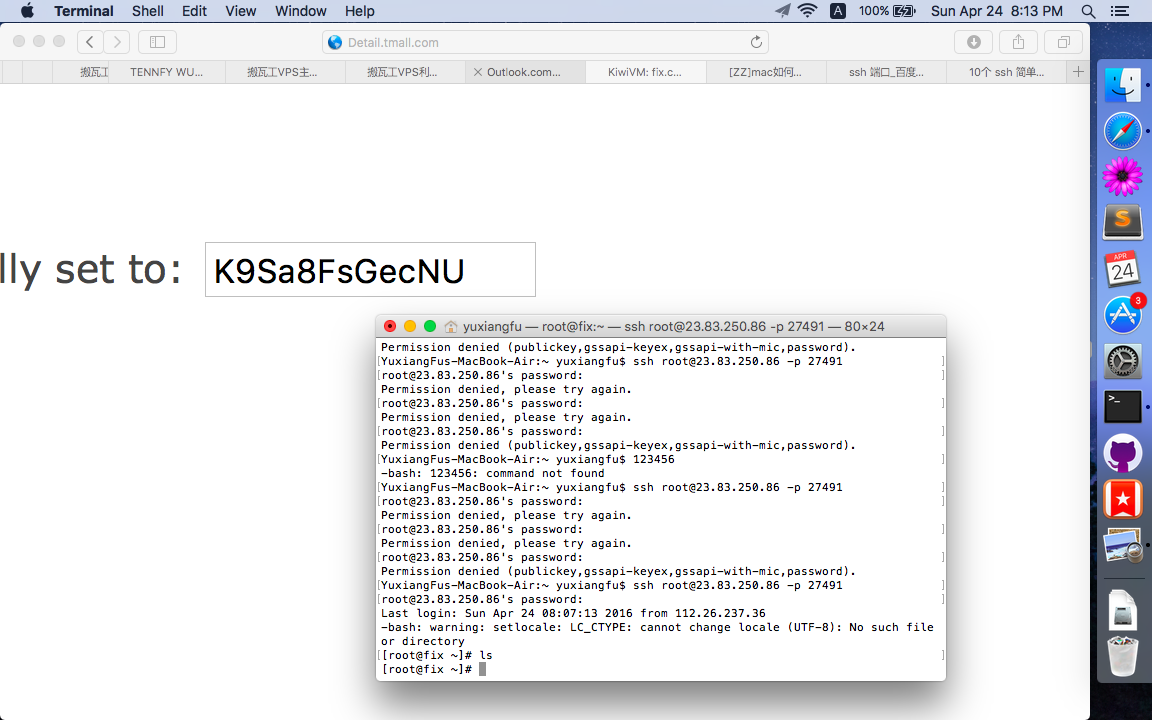 Terminal Shell Edit View Window Help 100% Sun Apr 24 8:13 PM
Detail.tmall.com
搬瓦工 TENNFY WU... 搬瓦工VPS主... 搬瓦工VPS利... Outlook.com... KiwiVM: fix.c... [ZZ]mac如何... ssh 端口_百度... 10个 ssh 简单...
lly set to: K9Sa8FsGecNU
yuxiangfu — root@fix:~ — ssh root@23.83.250.86 -p 27491 — 80×24
Permission denied (publickey,gssapi-keyex,gssapi-with-mic,password).
[YuxiangFus-MacBook-Air:~ yuxiangfu$ ssh root@23.83.250.86 -p 27491 ]
[root@23.83.250.86's password: ]
Permission denied, please try again.
[root@23.83.250.86's password: ]
Permission denied, please try again.
[root@23.83.250.86's password: ]
Permission denied (publickey,gssapi-keyex,gssapi-with-mic,password).
[YuxiangFus-MacBook-Air:~ yuxiangfu$ 123456 ]
-bash: 123456: command not found
[YuxiangFus-MacBook-Air:~ yuxiangfu$ ssh root@23.83.250.86 -p 27491 ]
[root@23.83.250.86's password: ]
Permission denied, please try again.
[root@23.83.250.86's password: ]
Permission denied, please try again.
[root@23.83.250.86's password: ]
Permission denied (publickey,gssapi-keyex,gssapi-with-mic,password).
[YuxiangFus-MacBook-Air:~ yuxiangfu$ ssh root@23.83.250.86 -p 27491 ]
[root@23.83.250.86's password: ]
Last login: Sun Apr 24 08:07:13 2016 from 112.26.237.36
-bash: warning: setlocale: LC_CTYPE: cannot change locale (UTF-8): No such file
or directory
[[root@fix ~]# ls ]
[root@fix ~]#
A
S
APR
24
3
>_